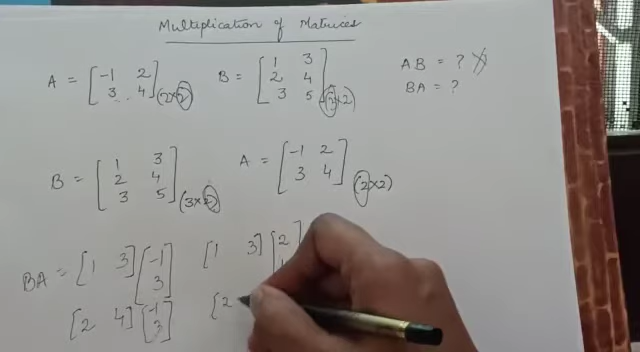 Multiplication of Matrices
A = [-1 2 B = [1 3 AB = ?
3 4] (2×2) 2 4 BA = ?
3 5] (3×2)
B = [1 3 A = [-1 2
2 4 3 4] (2×2)
3 5] (3×2)
BA = [1 3] [-1 [1 3] [2
3]
[2 4] [-1 [2
3]